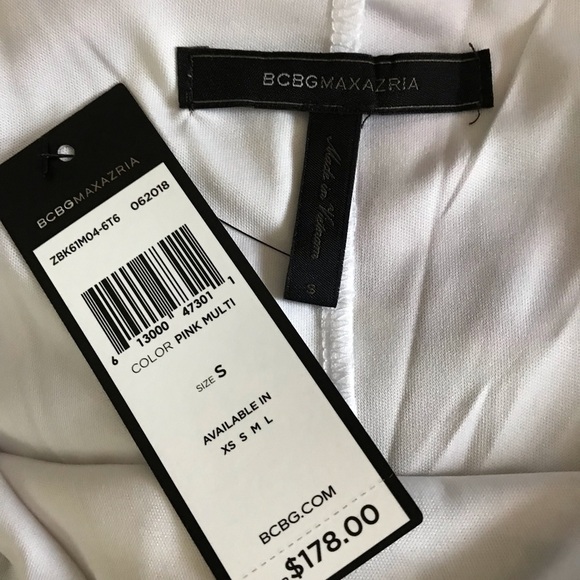 BCBGMAXAZRIA
Made in Vietnam
S
BCBGMAXAZRIA
ZBK61M04-6T6 062018
6 13000 47301 1
COLOR PINK MULTI
SIZE S
AVAILABLE IN
XS S M L
BCBG.COM
$178.00